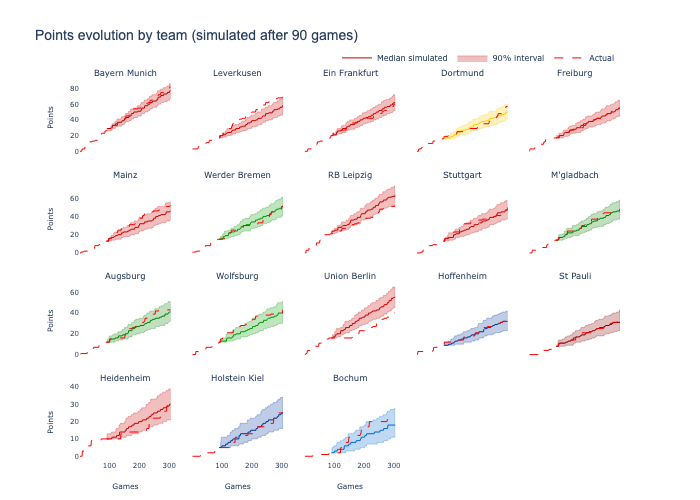 Points evolution by team (simulated after 90 games)
Median simulated 90% interval Actual
Bayern Munich Leverkusen Ein Frankfurt Dortmund Freiburg
80
60
40
20
0
Points
Mainz Werder Bremen RB Leipzig Stuttgart M'gladbach
60
40
20
0
Points
Augsburg Wolfsburg Union Berlin Hoffenheim St Pauli
60
40
20
0
Points
Heidenheim Holstein Kiel Bochum
40
30
20
10
0
Points
100 200 300 100 200 300 100 200 300
Games Games Games